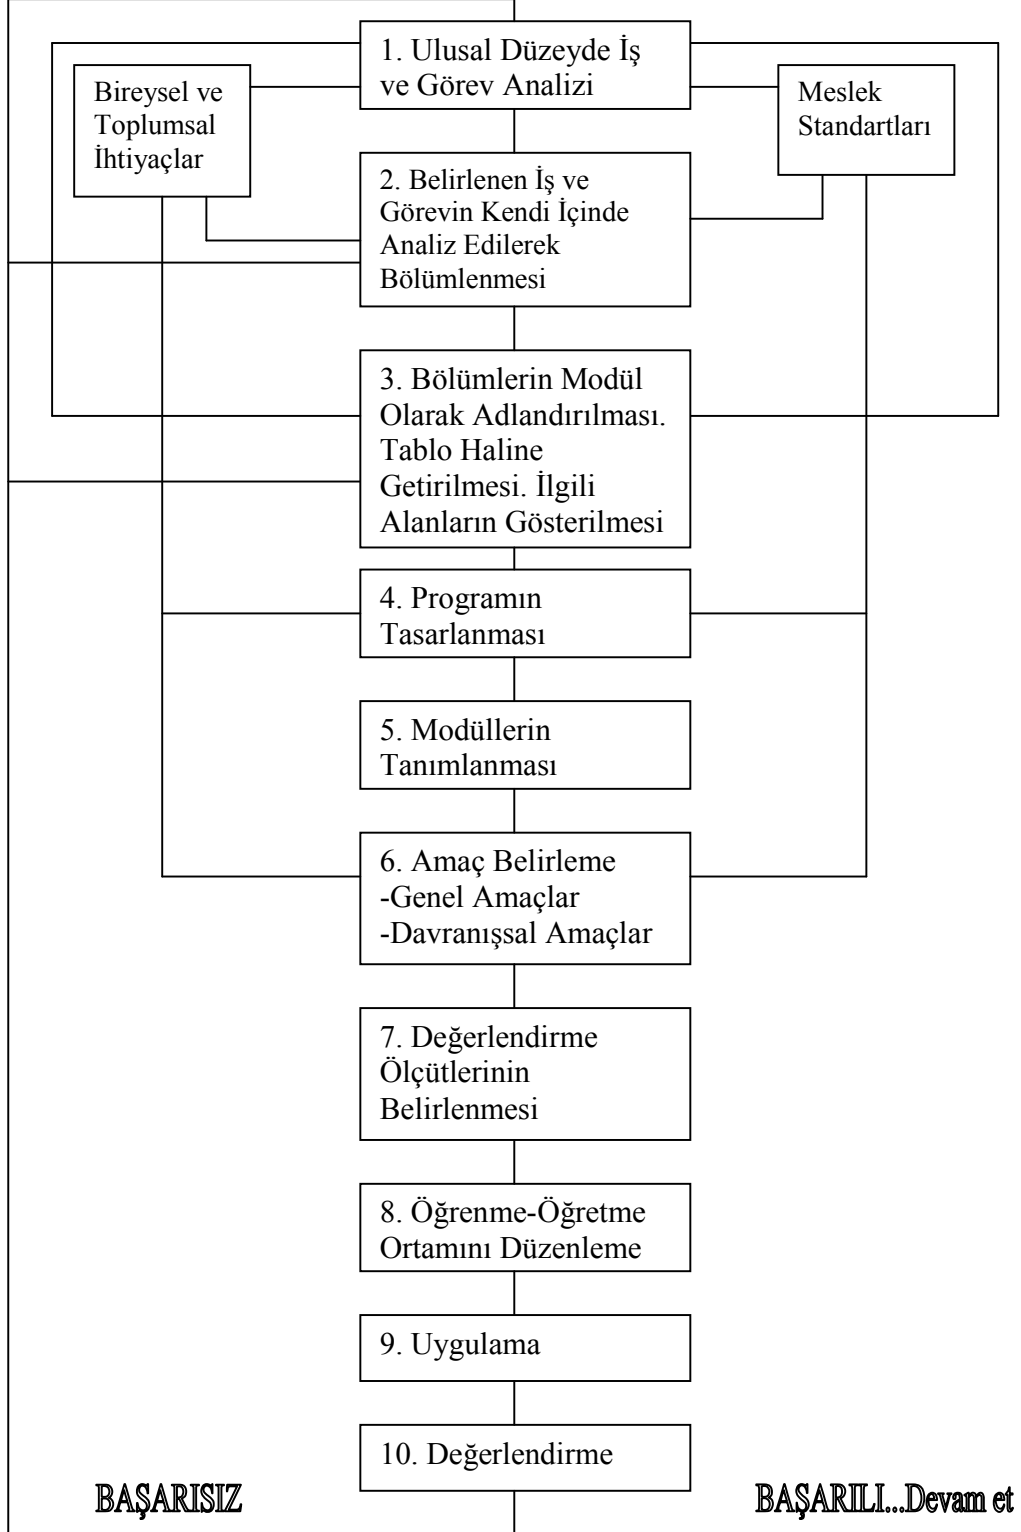 1. Ulusal Düzeyde İş
ve Görev Analizi
Bireysel ve
Toplumsal
İhtiyaçlar
Meslek
Standartları
2. Belirlenen İş ve
Görevin Kendi İçinde
Analiz Edilerek
Bölümlenmesi
3. Bölümlerin Modül
Olarak Adlandırılması.
Tablo Haline
Getirilmesi. İlgili
Alanların Gösterilmesi
4. Programın
Tasarlanması
5. Modüllerin
Tanımlanması
6. Amaç Belirleme
-Genel Amaçlar
-Davranışsal Amaçlar
7. Değerlendirme
Ölçütlerinin
Belirlenmesi
8. Öğrenme-Öğretme
Ortamını Düzenleme
9. Uygulama
10. Değerlendirme
BAŞARISIZ
BAŞARILI...Devam et